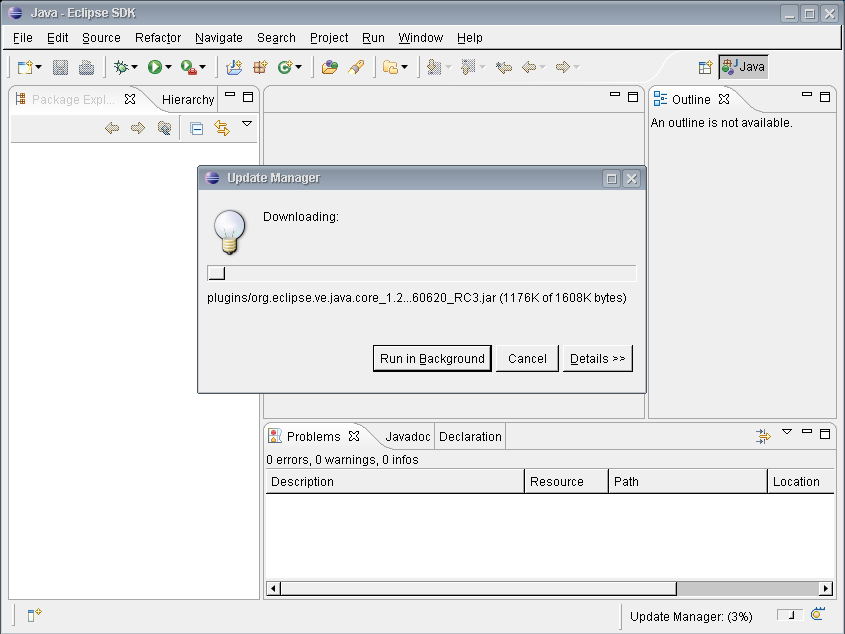 Java - Eclipse SDK
File Edit Source Refactor Navigate Search Project Run Window Help
Java
Package Expl... Hierarchy
Outline
An outline is not available.
Update Manager
Downloading:
plugins/org.eclipse.ve.java.core_1.2...60620_RC3.jar (1176K of 1608K bytes)
Run in Background Cancel Details >>
Problems Javadoc Declaration
0 errors, 0 warnings, 0 infos
Description Resource Path Location
Update Manager: (3%)